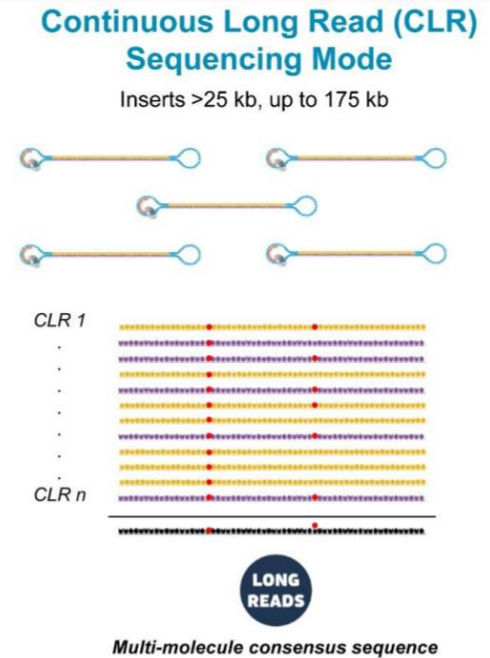 Continuous Long Read (CLR)
Sequencing Mode
Inserts >25 kb, up to 175 kb
CLR 1
CLR n
LONG
READS
Multi-molecule consensus sequence